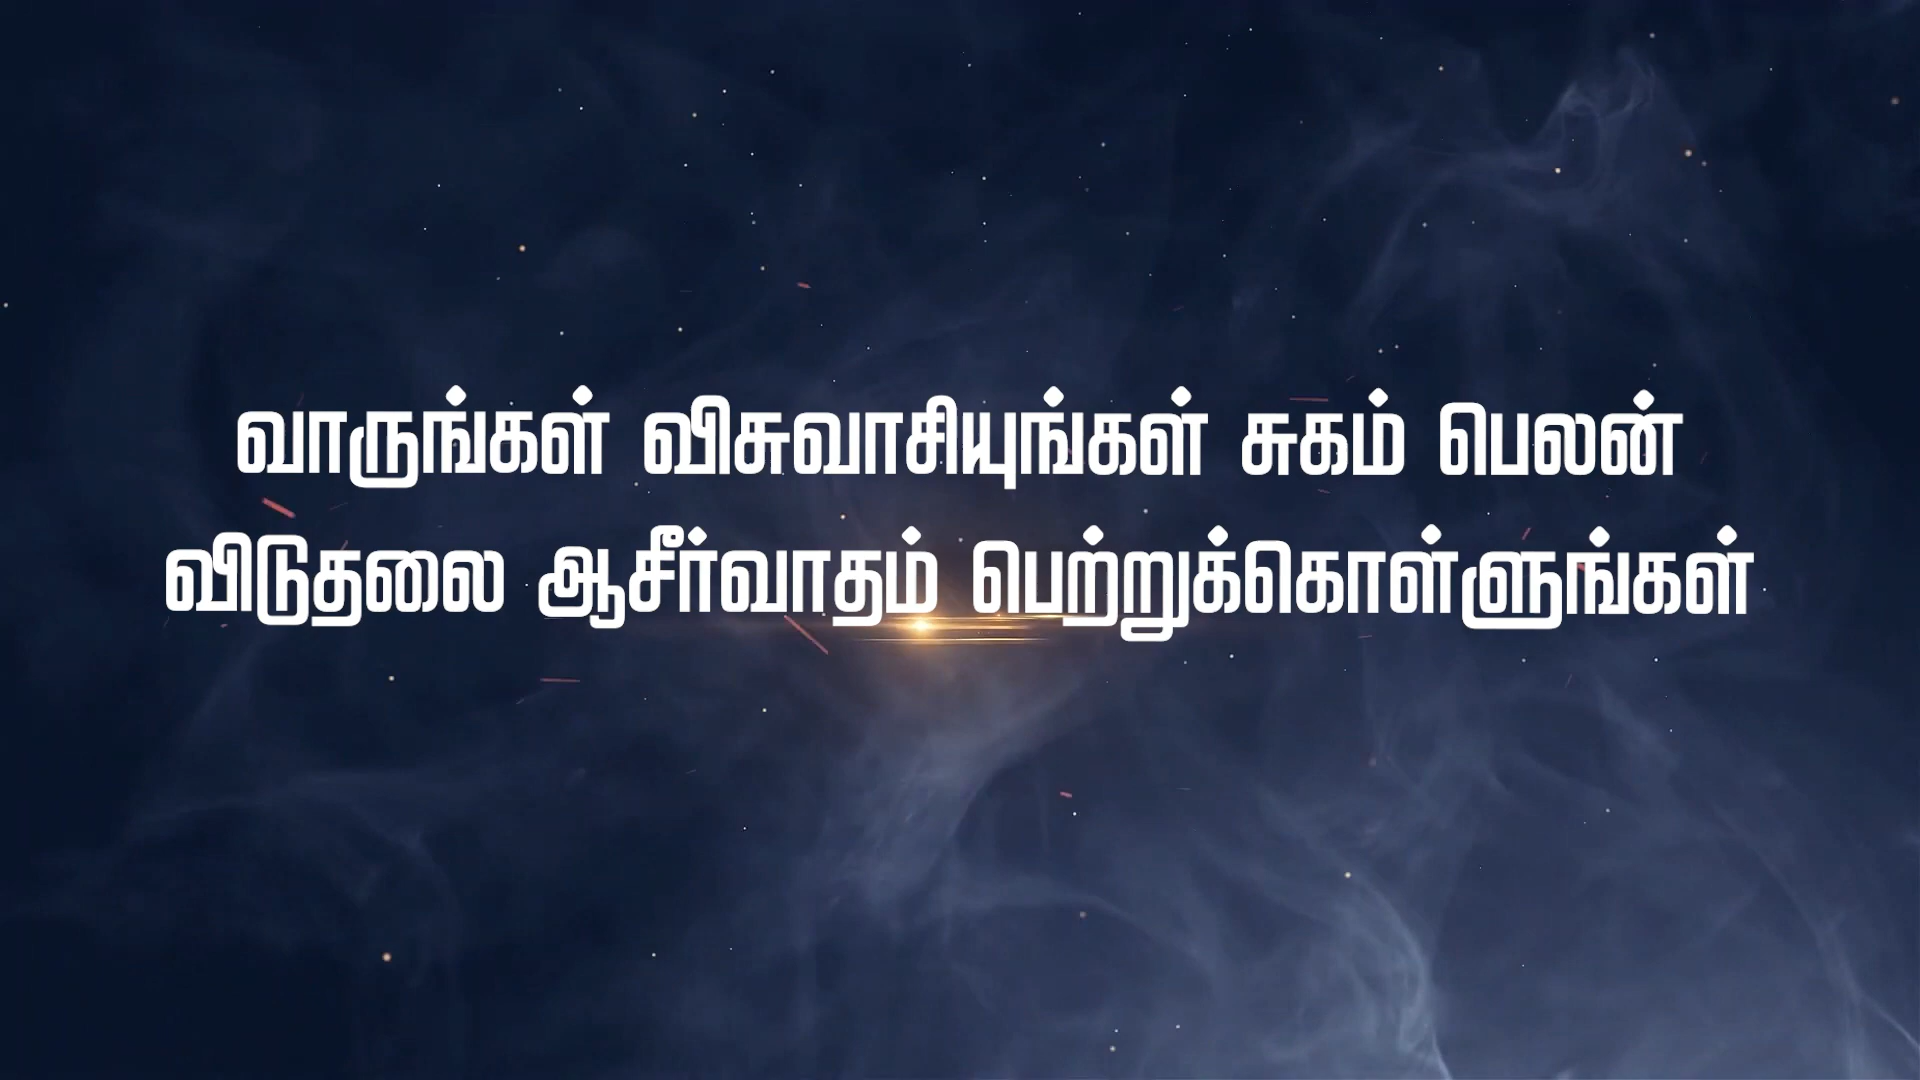 வாருங்கள் விசுவாசியுங்கள் சுகம் பெலன்
விடுதலை ஆசீர்வாதம் பெற்றுக்கொள்ளுங்கள்